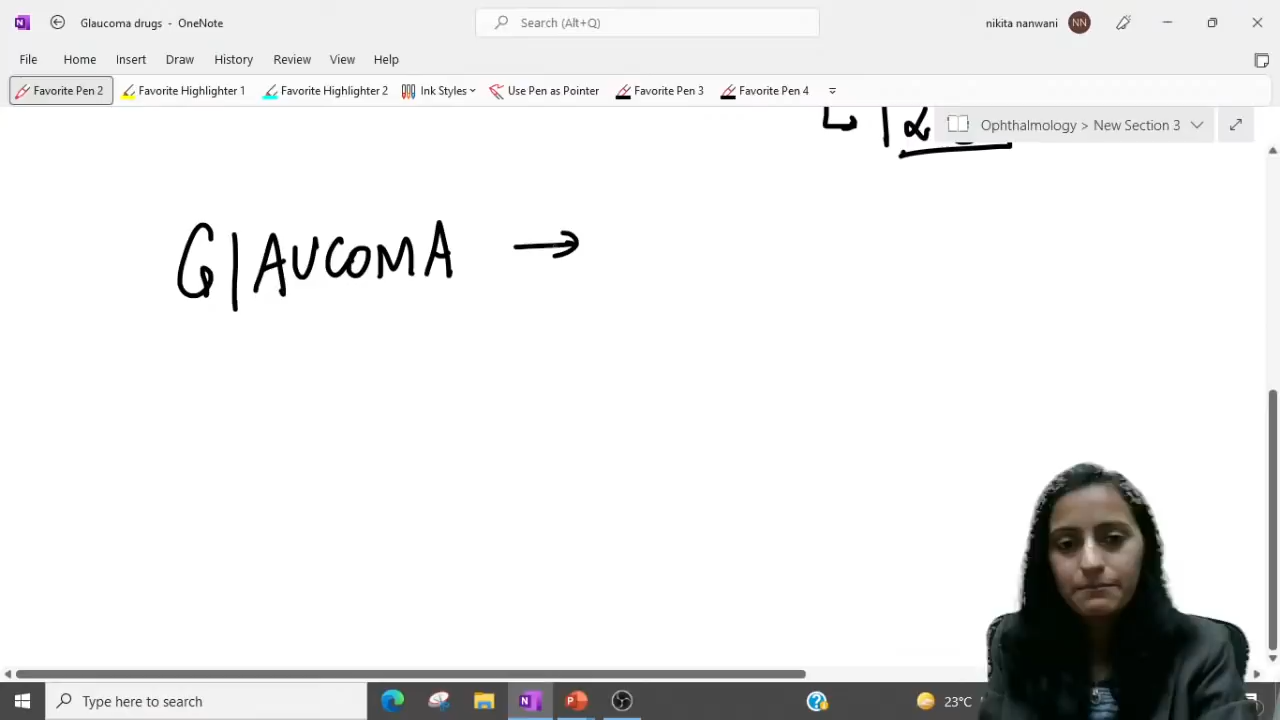 Glaucoma drugs - OneNote
Search (Alt+Q)
nikita nanwani NN
File Home Insert Draw History Review View Help
Favorite Pen 2 Favorite Highlighter 1 Favorite Highlighter 2 Ink Styles Use Pen as Pointer Favorite Pen 3 Favorite Pen 4
Ophthalmology > New Section 3
GlAUCOMA →
Type here to search
23°C